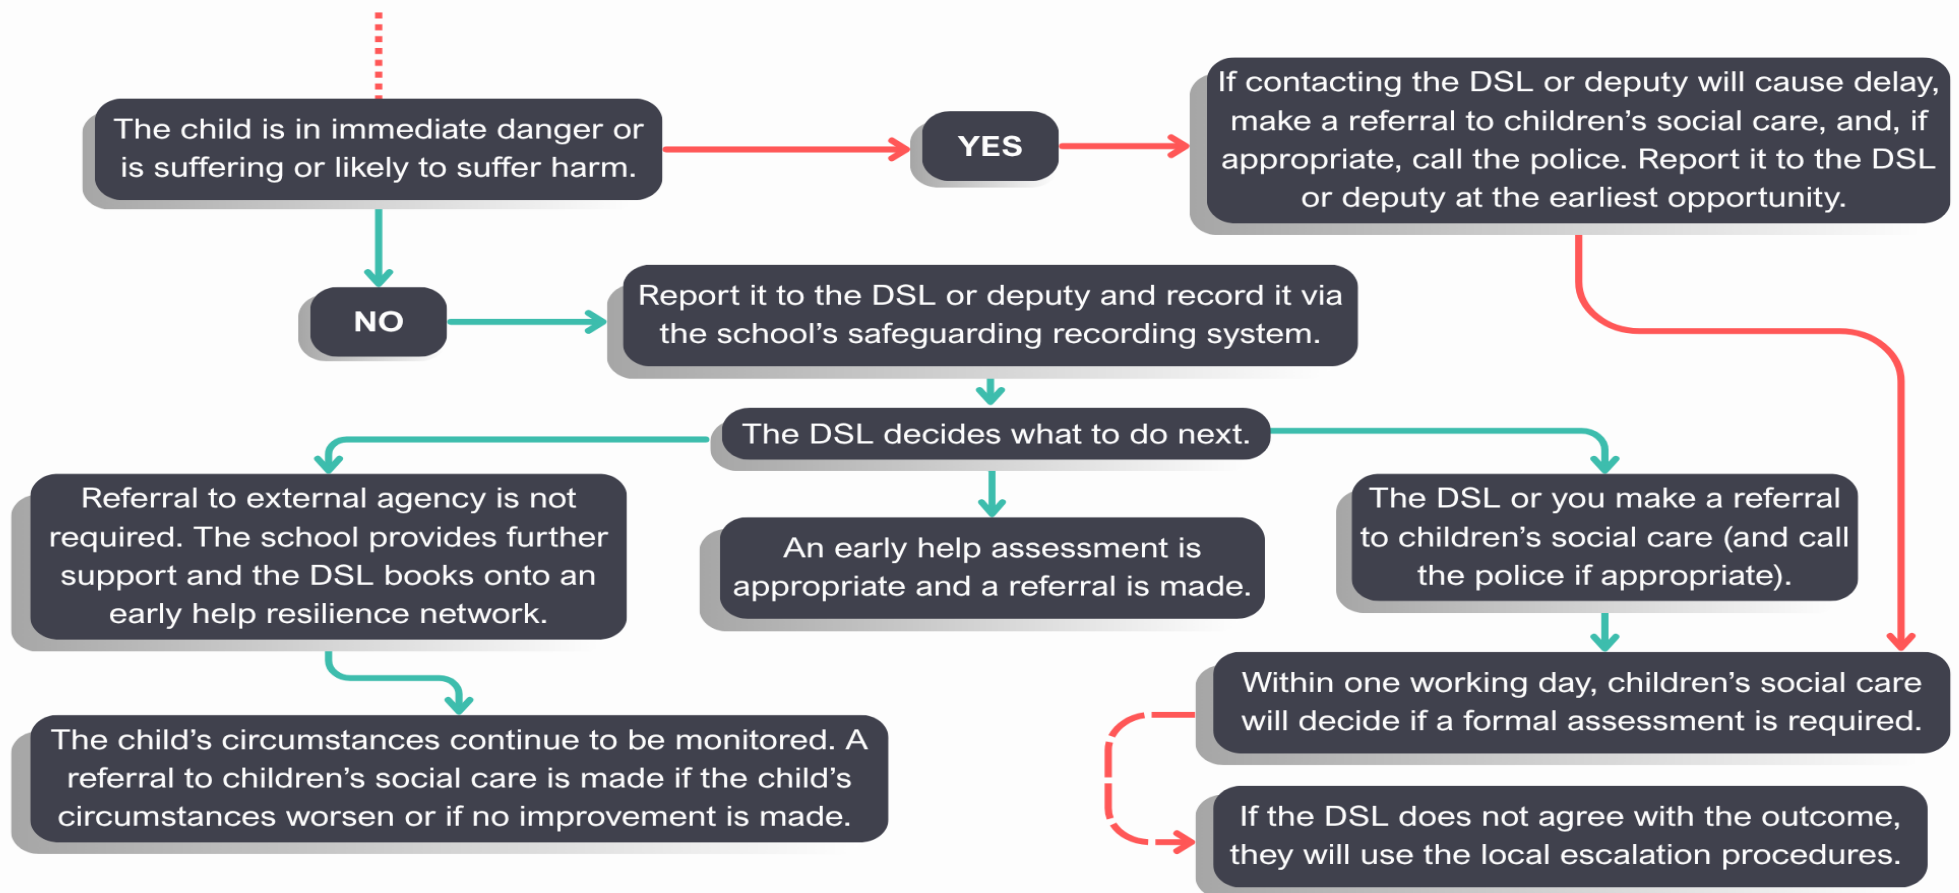 The child is in immediate danger or
is suffering or likely to suffer harm.
YES
If contacting the DSL or deputy will cause delay,
make a referral to children’s social care, and, if
appropriate, call the police. Report it to the DSL
or deputy at the earliest opportunity.
NO
Report it to the DSL or deputy and record it via
the school’s safeguarding recording system.
The DSL decides what to do next.
Referral to external agency is not
required. The school provides further
support and the DSL books onto an
early help resilience network.
An early help assessment is
appropriate and a referral is made.
The DSL or you make a referral
to children’s social care (and call
the police if appropriate).
The child’s circumstances continue to be monitored. A
referral to children’s social care is made if the child’s
circumstances worsen or if no improvement is made.
Within one working day, children’s social care
will decide if a formal assessment is required.
If the DSL does not agree with the outcome,
they will use the local escalation procedures.